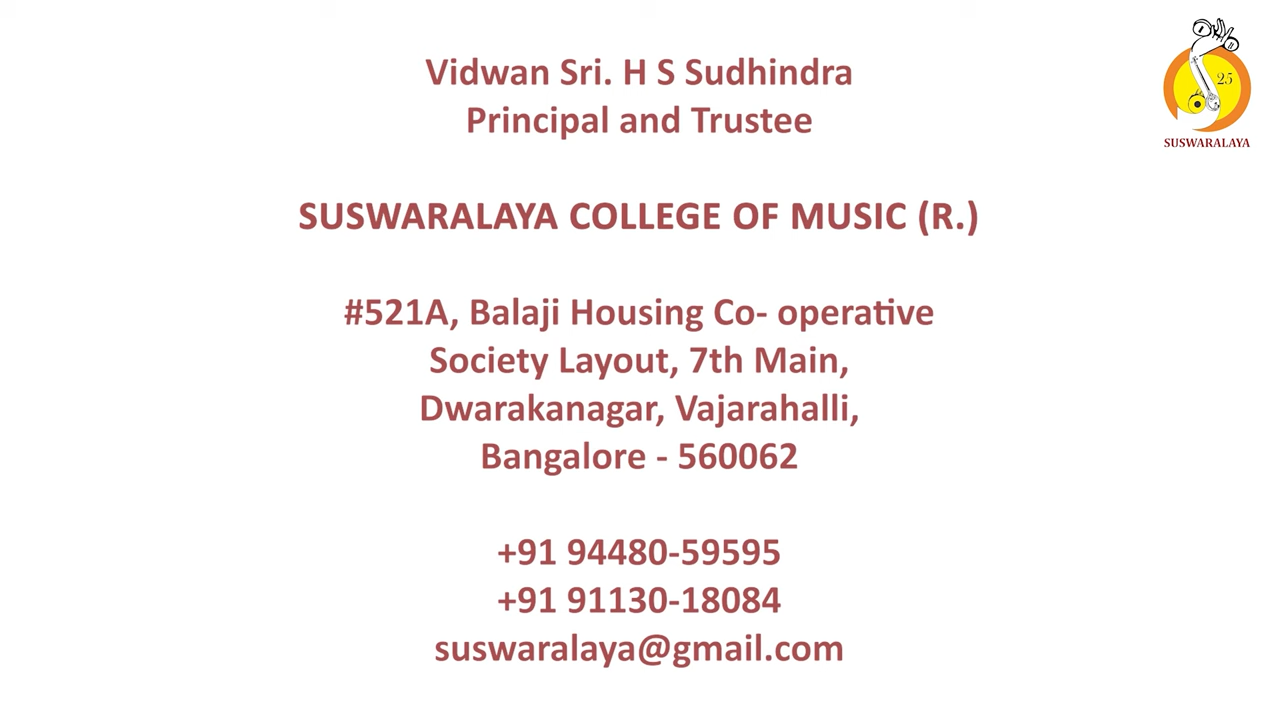 Vidwan Sri. H S Sudhindra
Principal and Trustee
SUSWARALAYA COLLEGE OF MUSIC (R.)
#521A, Balaji Housing Co- operative
Society Layout, 7th Main,
Dwarakanagar, Vajarahalli,
Bangalore - 560062
+91 94480-59595
+91 91130-18084
suswaralaya@gmail.com
25
SUSWARALAYA